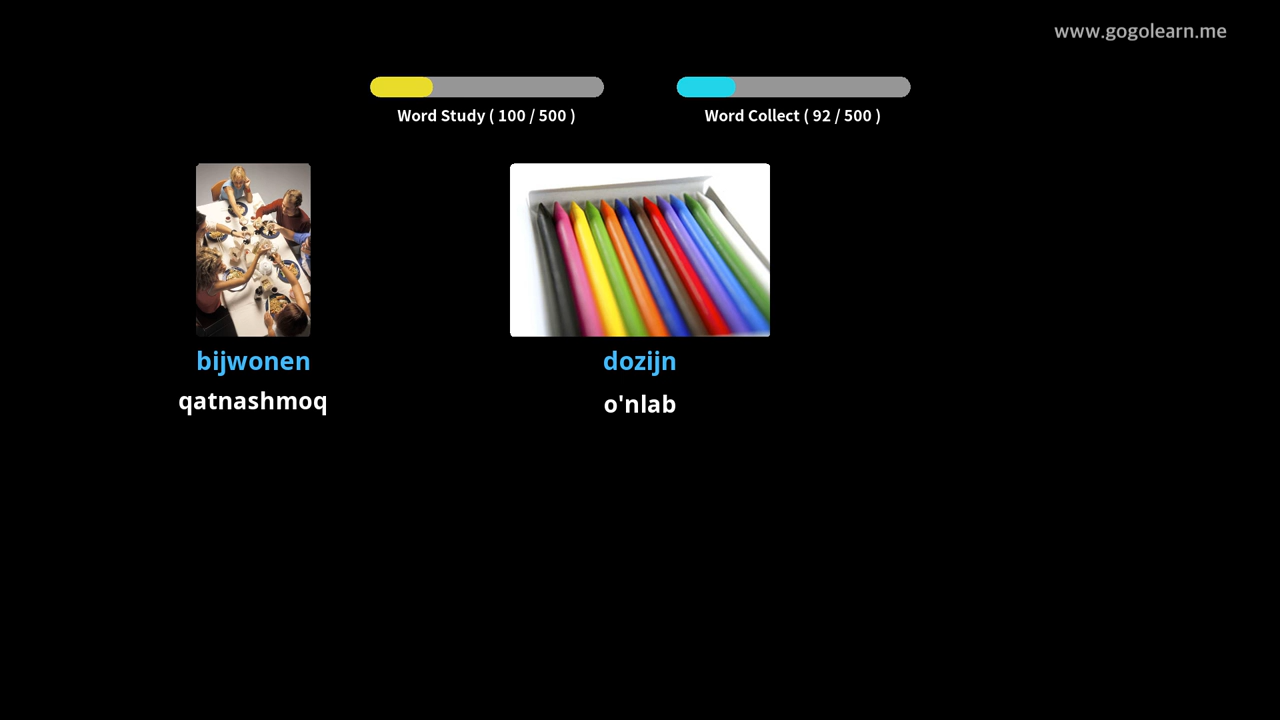 www.gogolearn.me
Word Study ( 100 / 500 )
Word Collect ( 92 / 500 )
bijwonen
qatnashmoq
dozijn
o'nlab